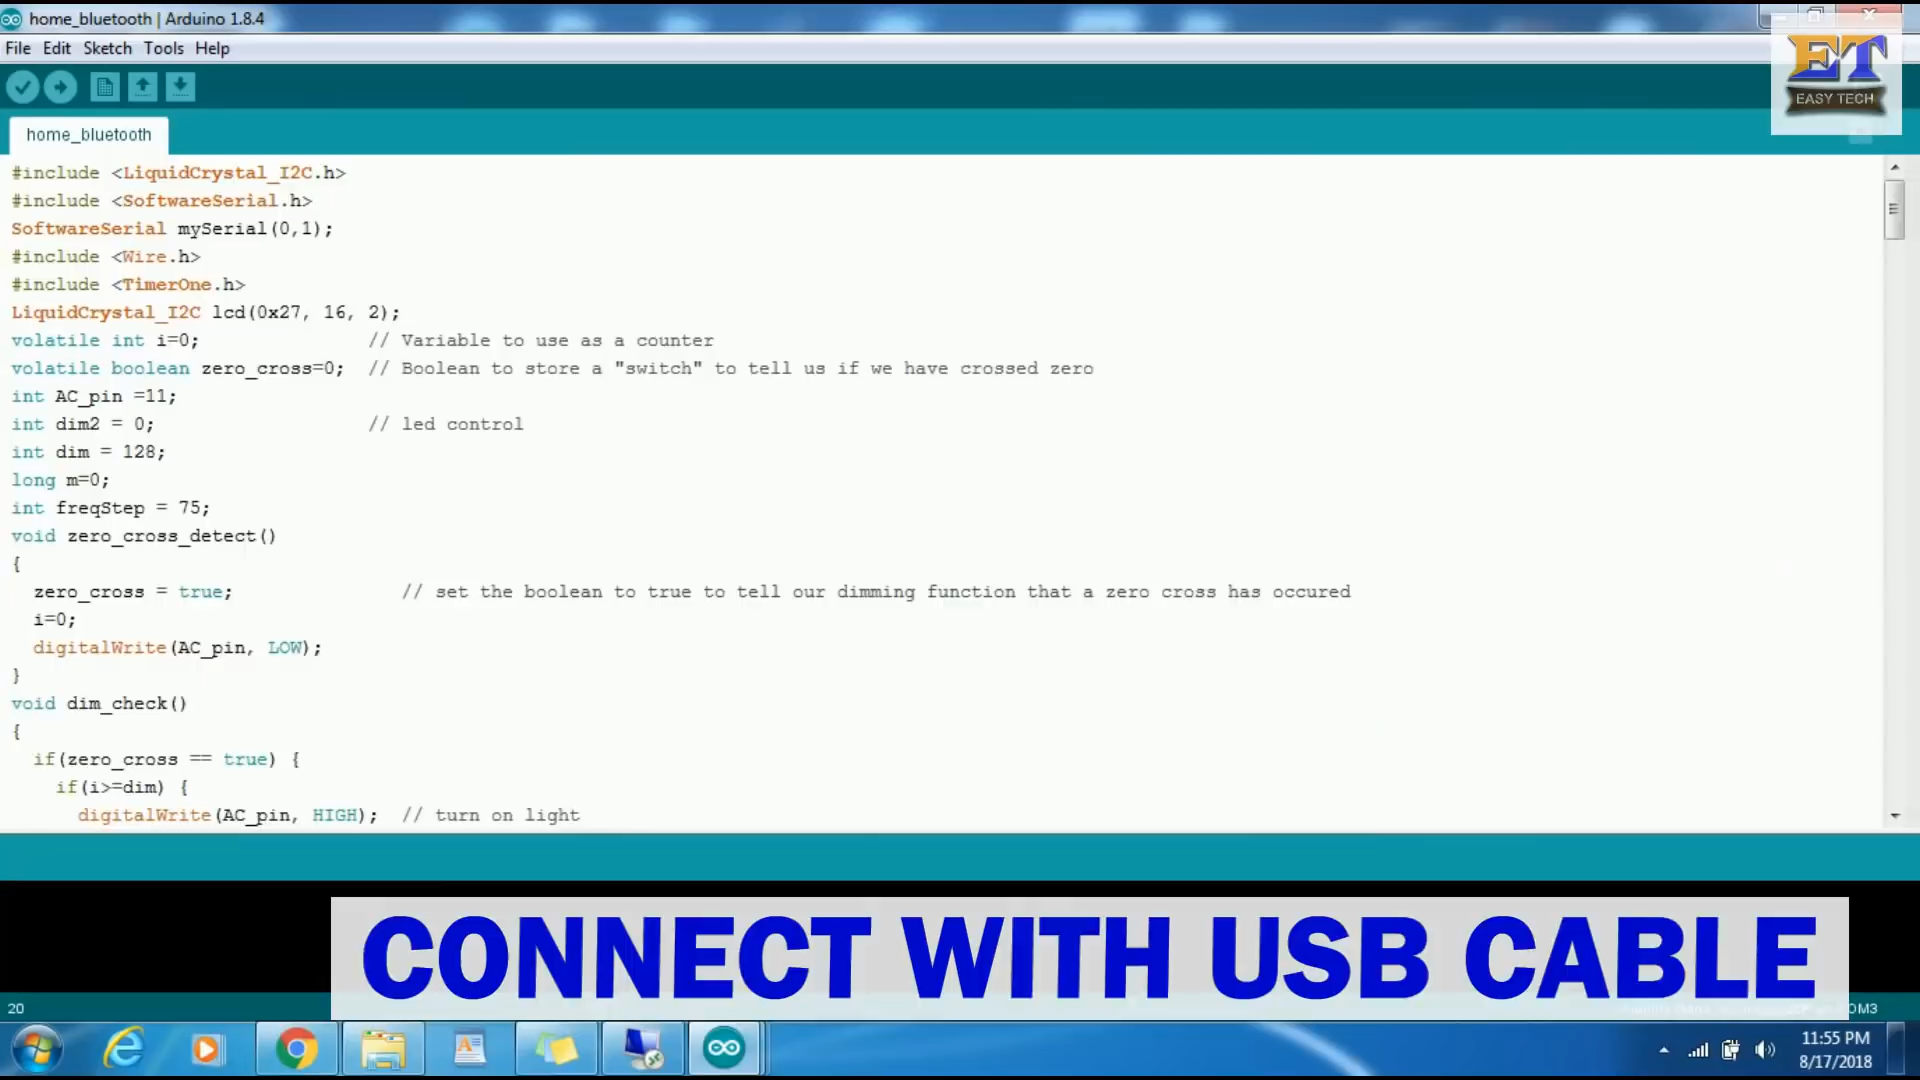 home_bluetooth | Arduino 1.8.4
File Edit Sketch Tools Help
ET
EASY TECH
home_bluetooth
#include <LiquidCrystal_I2C.h>
#include <SoftwareSerial.h>
SoftwareSerial mySerial(0,1);
#include <Wire.h>
#include <TimerOne.h>
LiquidCrystal_I2C lcd(0x27, 16, 2);
volatile int i=0; // Variable to use as a counter
volatile boolean zero_cross=0; // Boolean to store a "switch" to tell us if we have crossed zero
int AC_pin =11;
int dim2 = 0; // led control
int dim = 128;
long m=0;
int freqStep = 75;
void zero_cross_detect()
{
zero_cross = true; // set the boolean to true to tell our dimming function that a zero cross has occured
i=0;
digitalWrite(AC_pin, LOW);
}
void dim_check()
{
if(zero_cross == true) {
if(i>=dim) {
digitalWrite(AC_pin, HIGH); // turn on light
CONNECT WITH USB CABLE
20
11:55 PM
8/17/2018